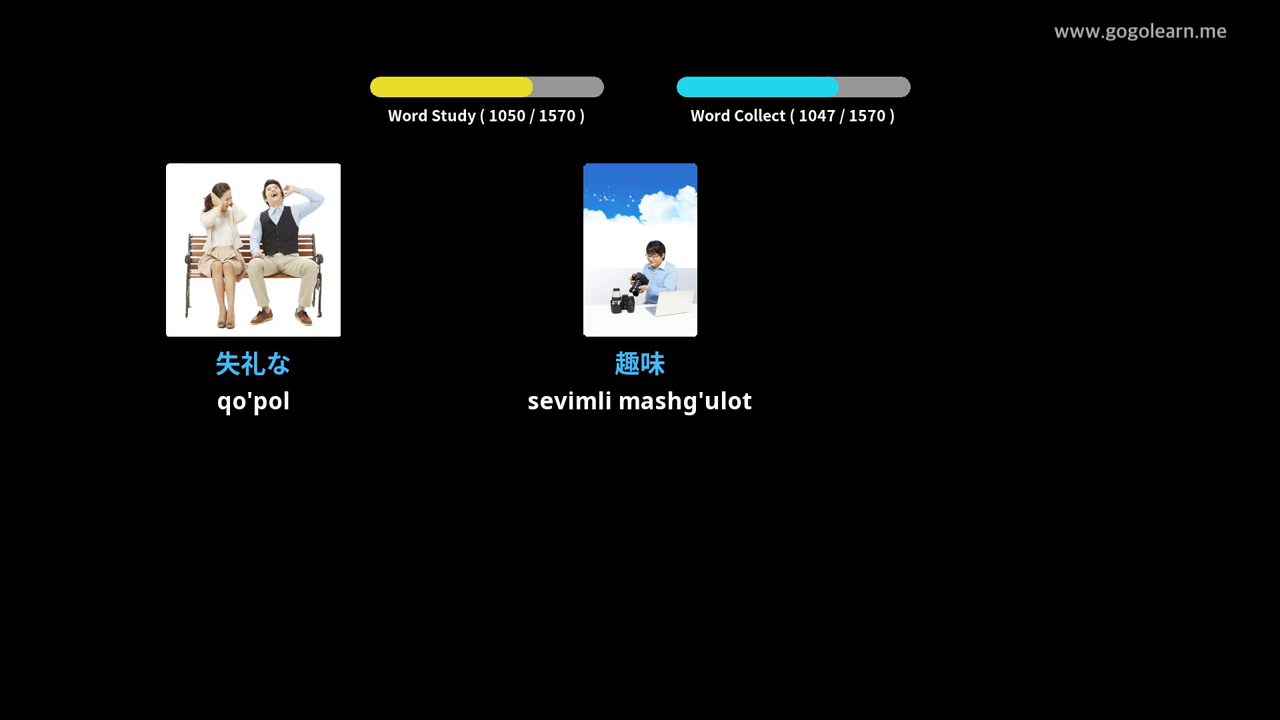 www.gogolearn.me
Word Study ( 1050 / 1570 )
Word Collect ( 1047 / 1570 )
失礼な
qo'pol
趣味
sevimli mashg'ulot